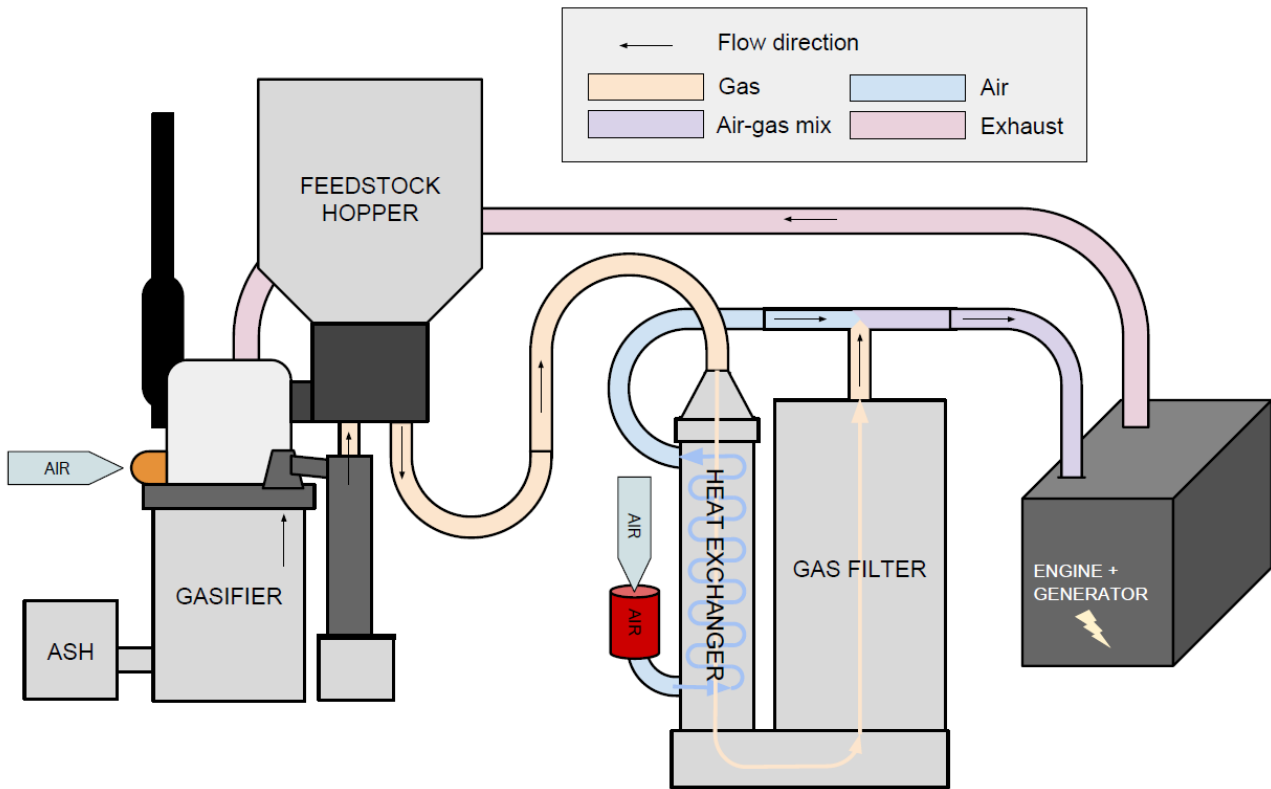 Flow direction
Gas
Air
Air-gas mix
Exhaust
FEEDSTOCK
HOPPER
AIR
GASIFIER
ASH
AIR
AIR
HEAT EXCHANGER
GAS FILTER
ENGINE +
GENERATOR